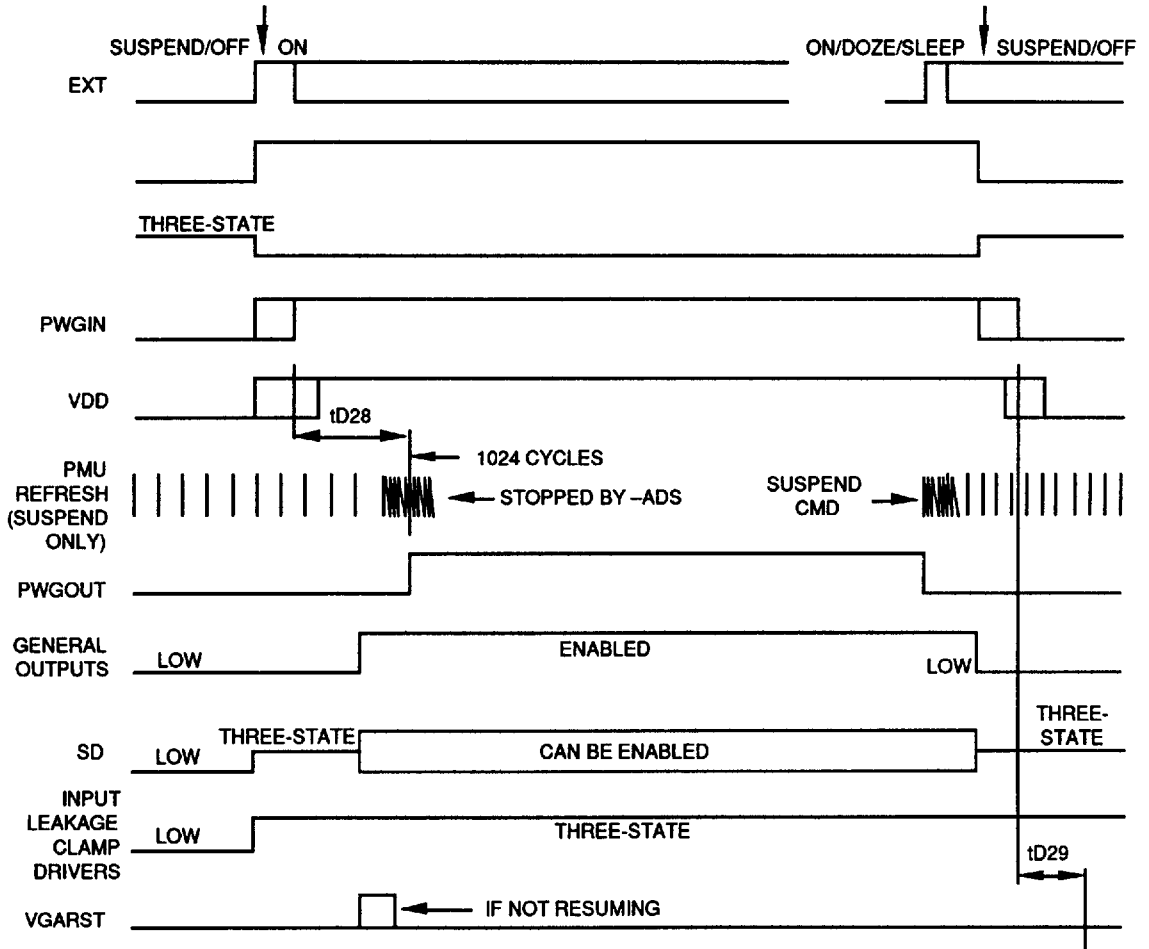 SUSPEND/OFF ON ON/DOZE/SLEEP SUSPEND/OFF
EXT
THREE-STATE
PWGIN
VDD
tD28
1024 CYCLES
PMU
REFRESH
(SUSPEND
ONLY)
STOPPED BY –ADS
SUSPEND
CMD
PWGOUT
GENERAL
OUTPUTS
LOW
ENABLED
LOW
SD
LOW
THREE-STATE
CAN BE ENABLED
THREE-
STATE
INPUT
LEAKAGE
CLAMP
DRIVERS
LOW
THREE-STATE
tD29
VGARST
IF NOT RESUMING